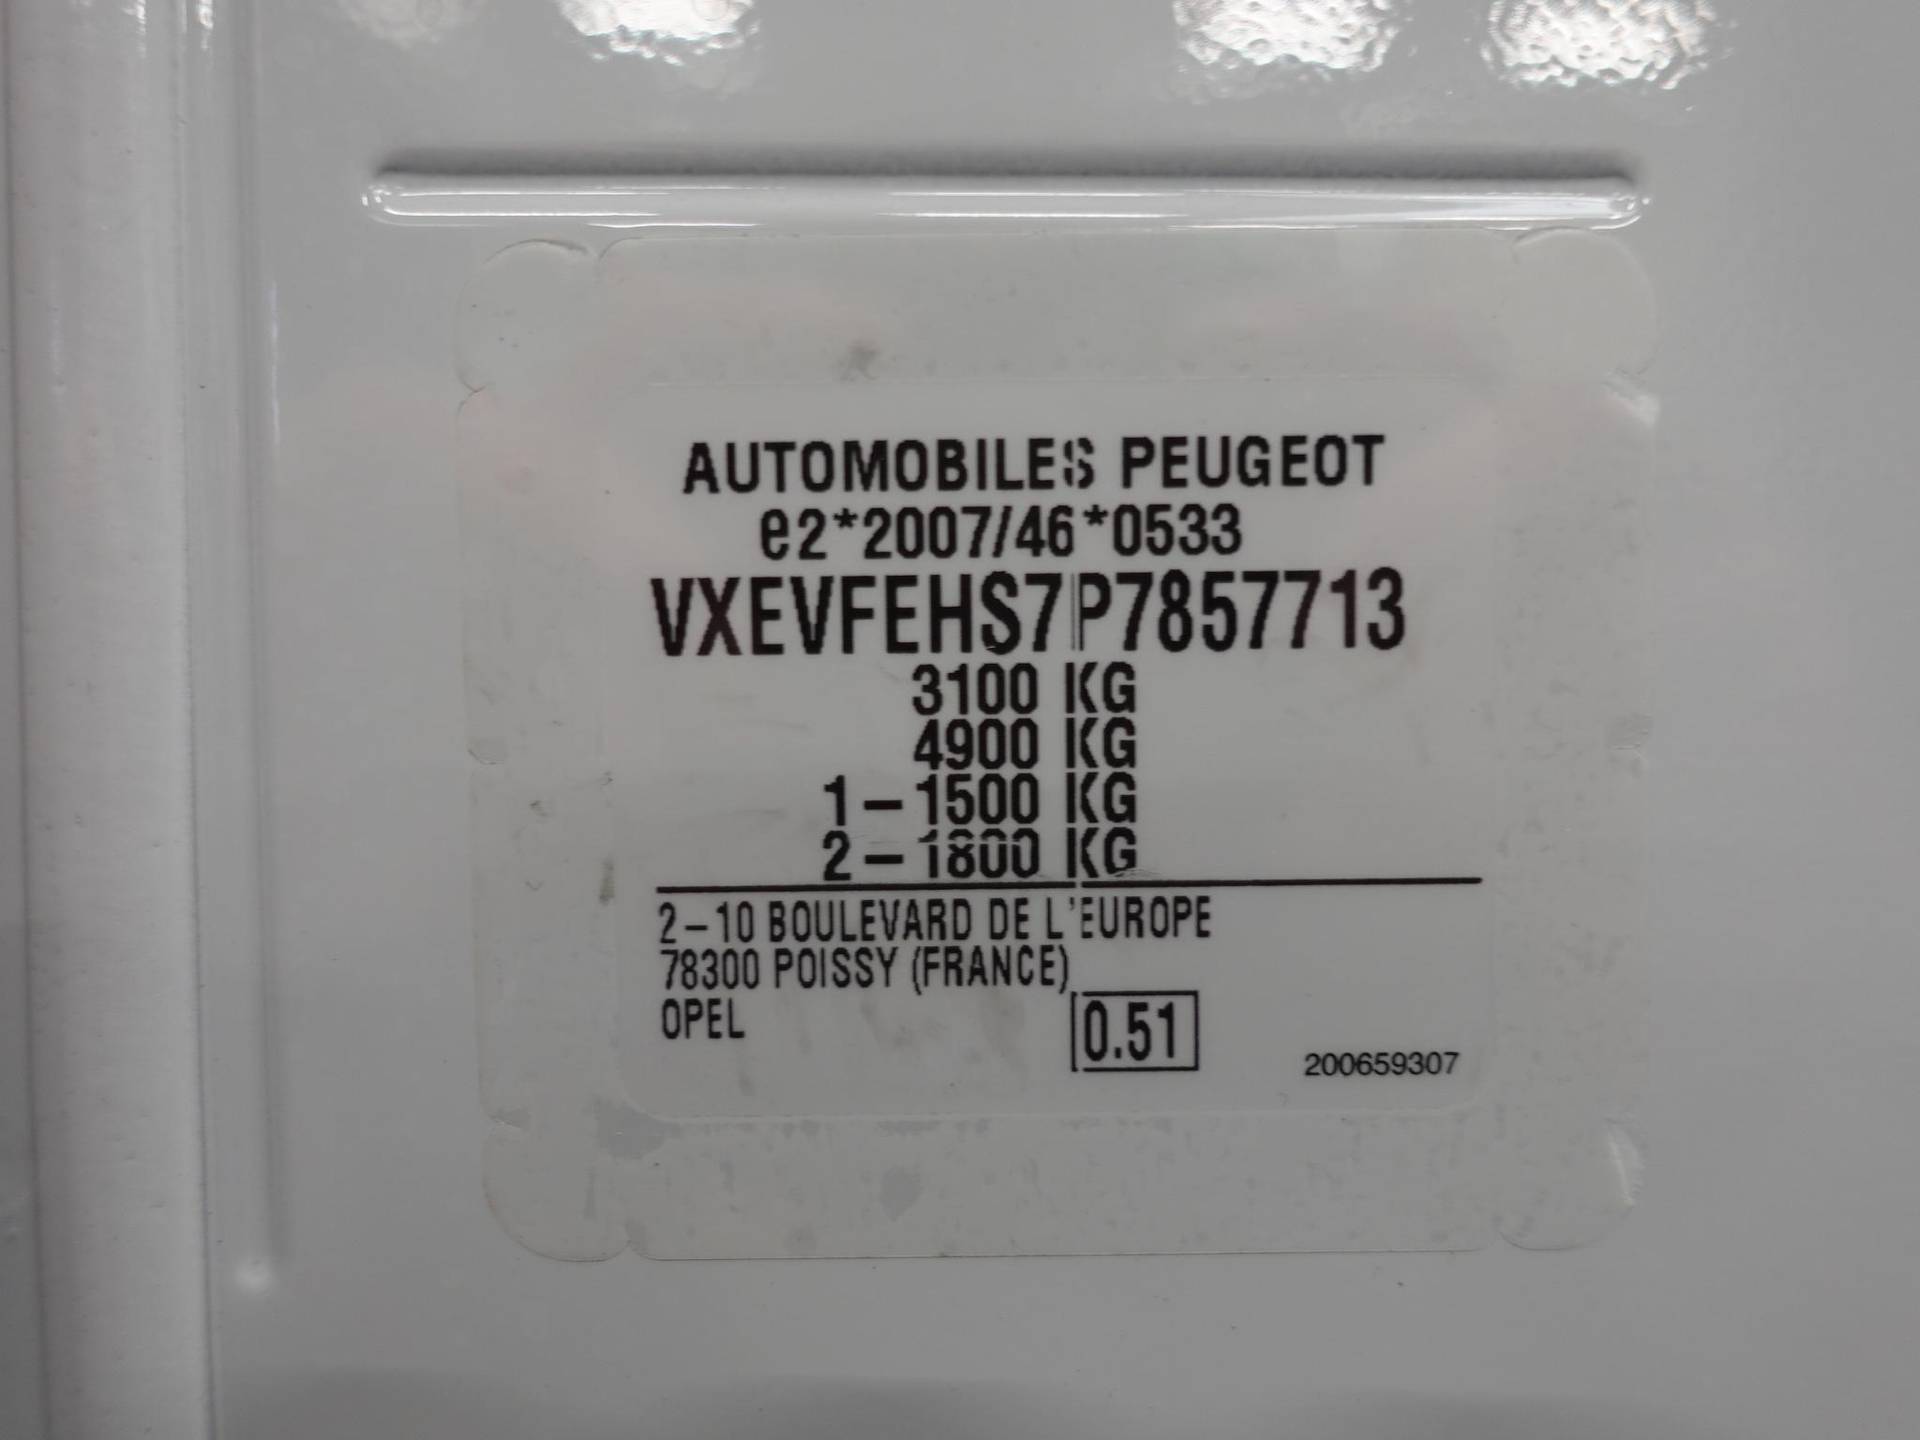 AUTOMOBILES PEUGEOT
e2*2007/46*0533
VXEVFEHS7P7857713
3100 KG
4900 KG
1-1500 KG
2-1800 KG
2-10 BOULEVARD DE L'EUROPE
78300 POISSY (FRANCE)
OPEL
0.51
200659307